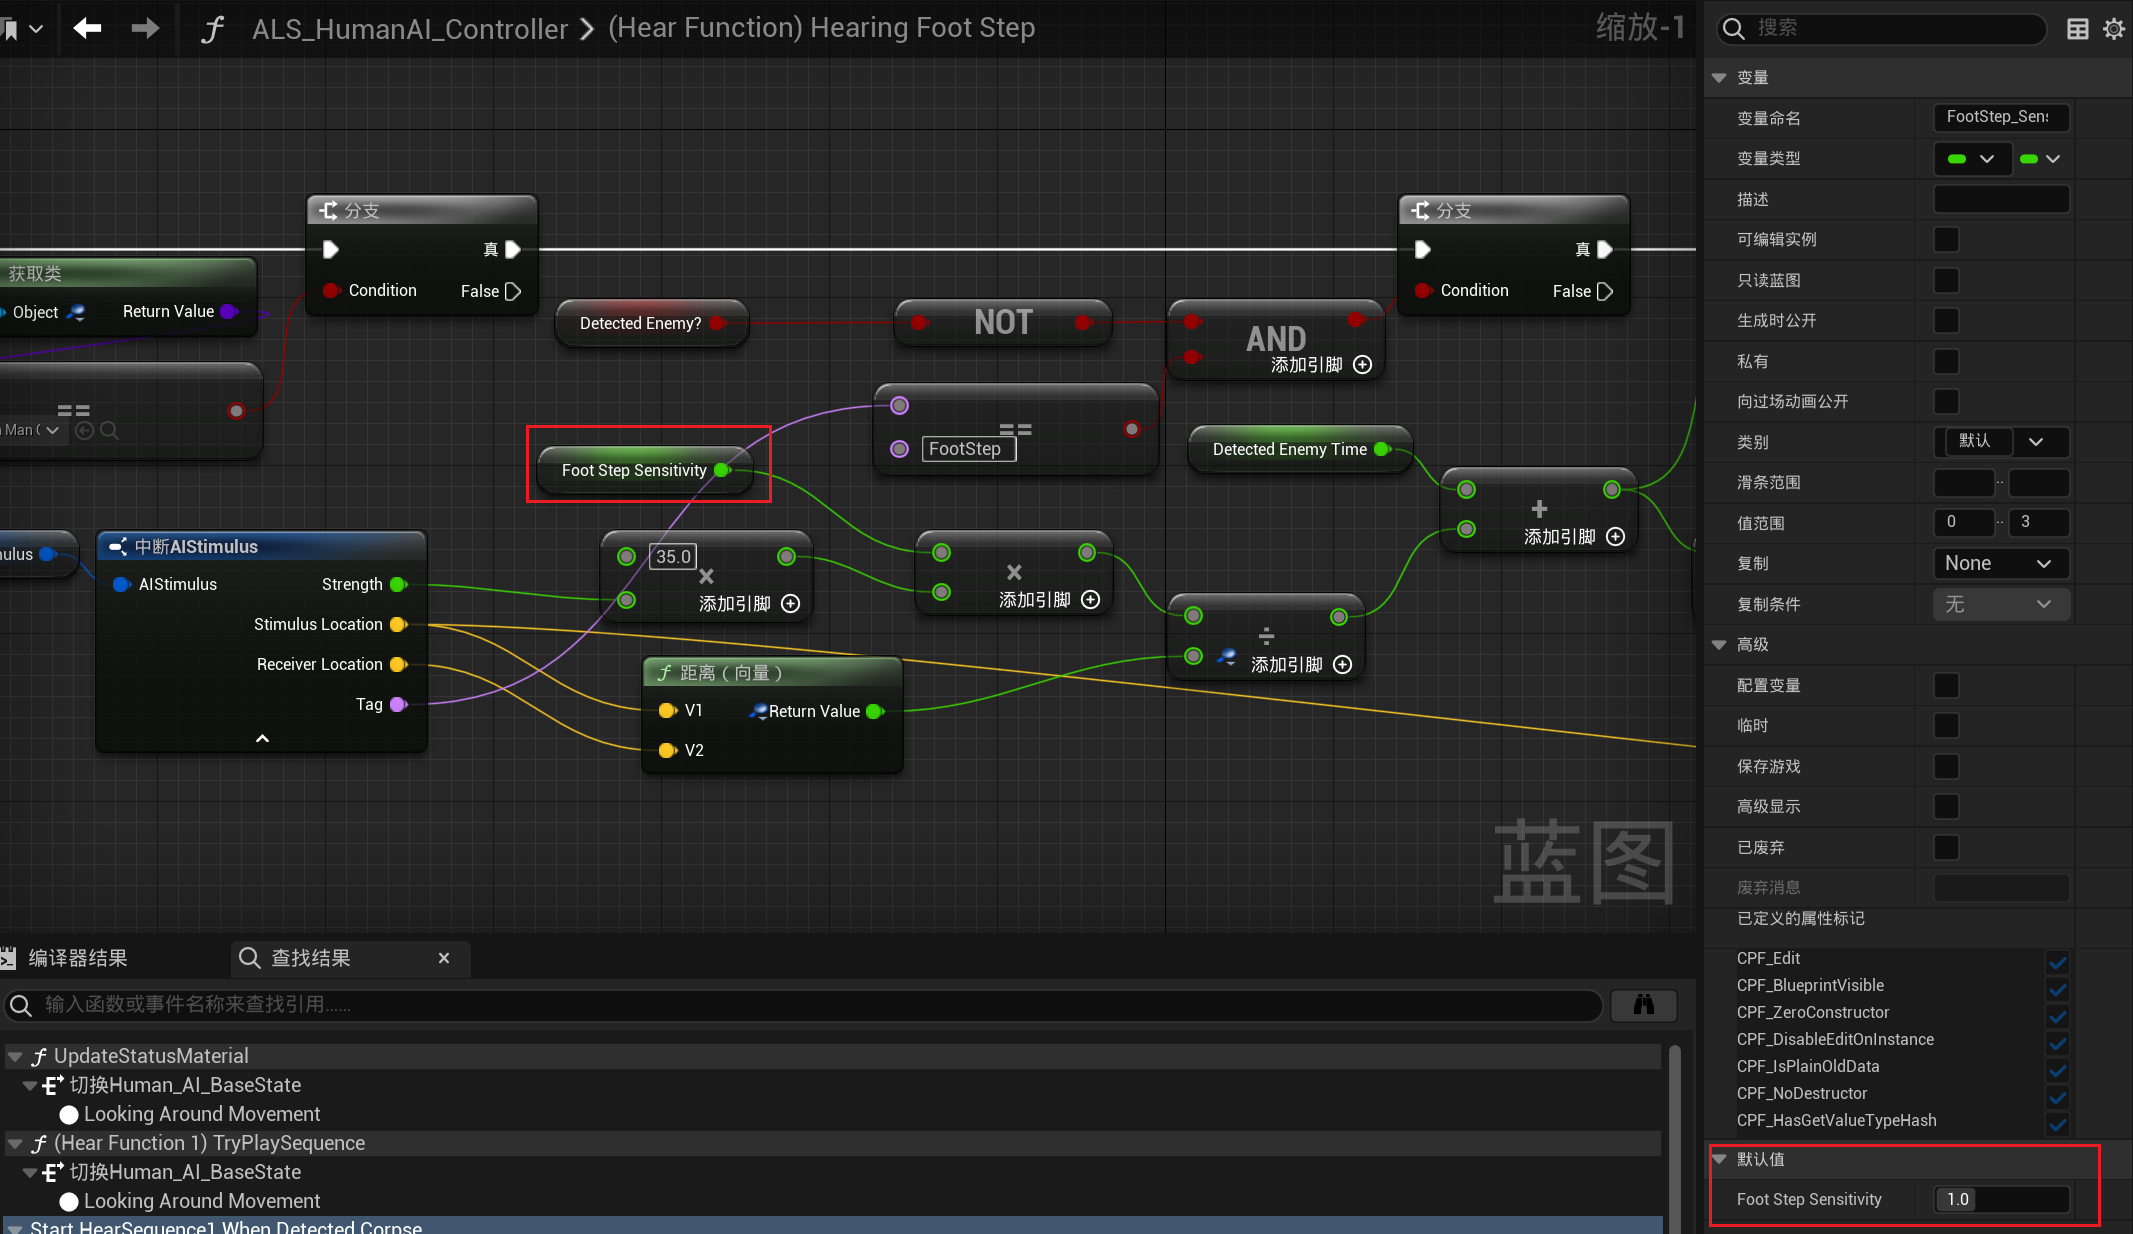 ALS_HumanAI_Controller > (Hear Function) Hearing Foot Step
缩放-1
分支
真
Condition
False
获取类
Object
Return Value
==
Man
Detected Enemy?
NOT
AND
添加引脚
分支
真
Condition
False
==
FootStep
Foot Step Sensitivity
Detected Enemy Time
+
添加引脚
中断AIStimulus
AIStimulus
Strength
Stimulus Location
Receiver Location
Tag
35.0
×
添加引脚
×
添加引脚
÷
添加引脚
距离（向量）
V1
Return Value
V2
蓝图
编译器结果
查找结果
输入函数或事件名称来查找引用......
UpdateStatusMaterial
切换Human_AI_BaseState
Looking Around Movement
(Hear Function 1) TryPlaySequence
切换Human_AI_BaseState
Looking Around Movement
Start HearSequence1 When Detected Corpse
搜索
变量
变量命名
FootStep_Sens
变量类型
描述
可编辑实例
只读蓝图
生成时公开
私有
向过场动画公开
类别
默认
滑条范围
值范围
0
3
复制
None
复制条件
无
高级
配置变量
临时
保存游戏
高级显示
已废弃
废弃消息
已定义的属性标记
CPF_Edit
CPF_BlueprintVisible
CPF_ZeroConstructor
CPF_DisableEditOnInstance
CPF_IsPlainOldData
CPF_NoDestructor
CPF_HasGetValueTypeHash
默认值
Foot Step Sensitivity
1.0